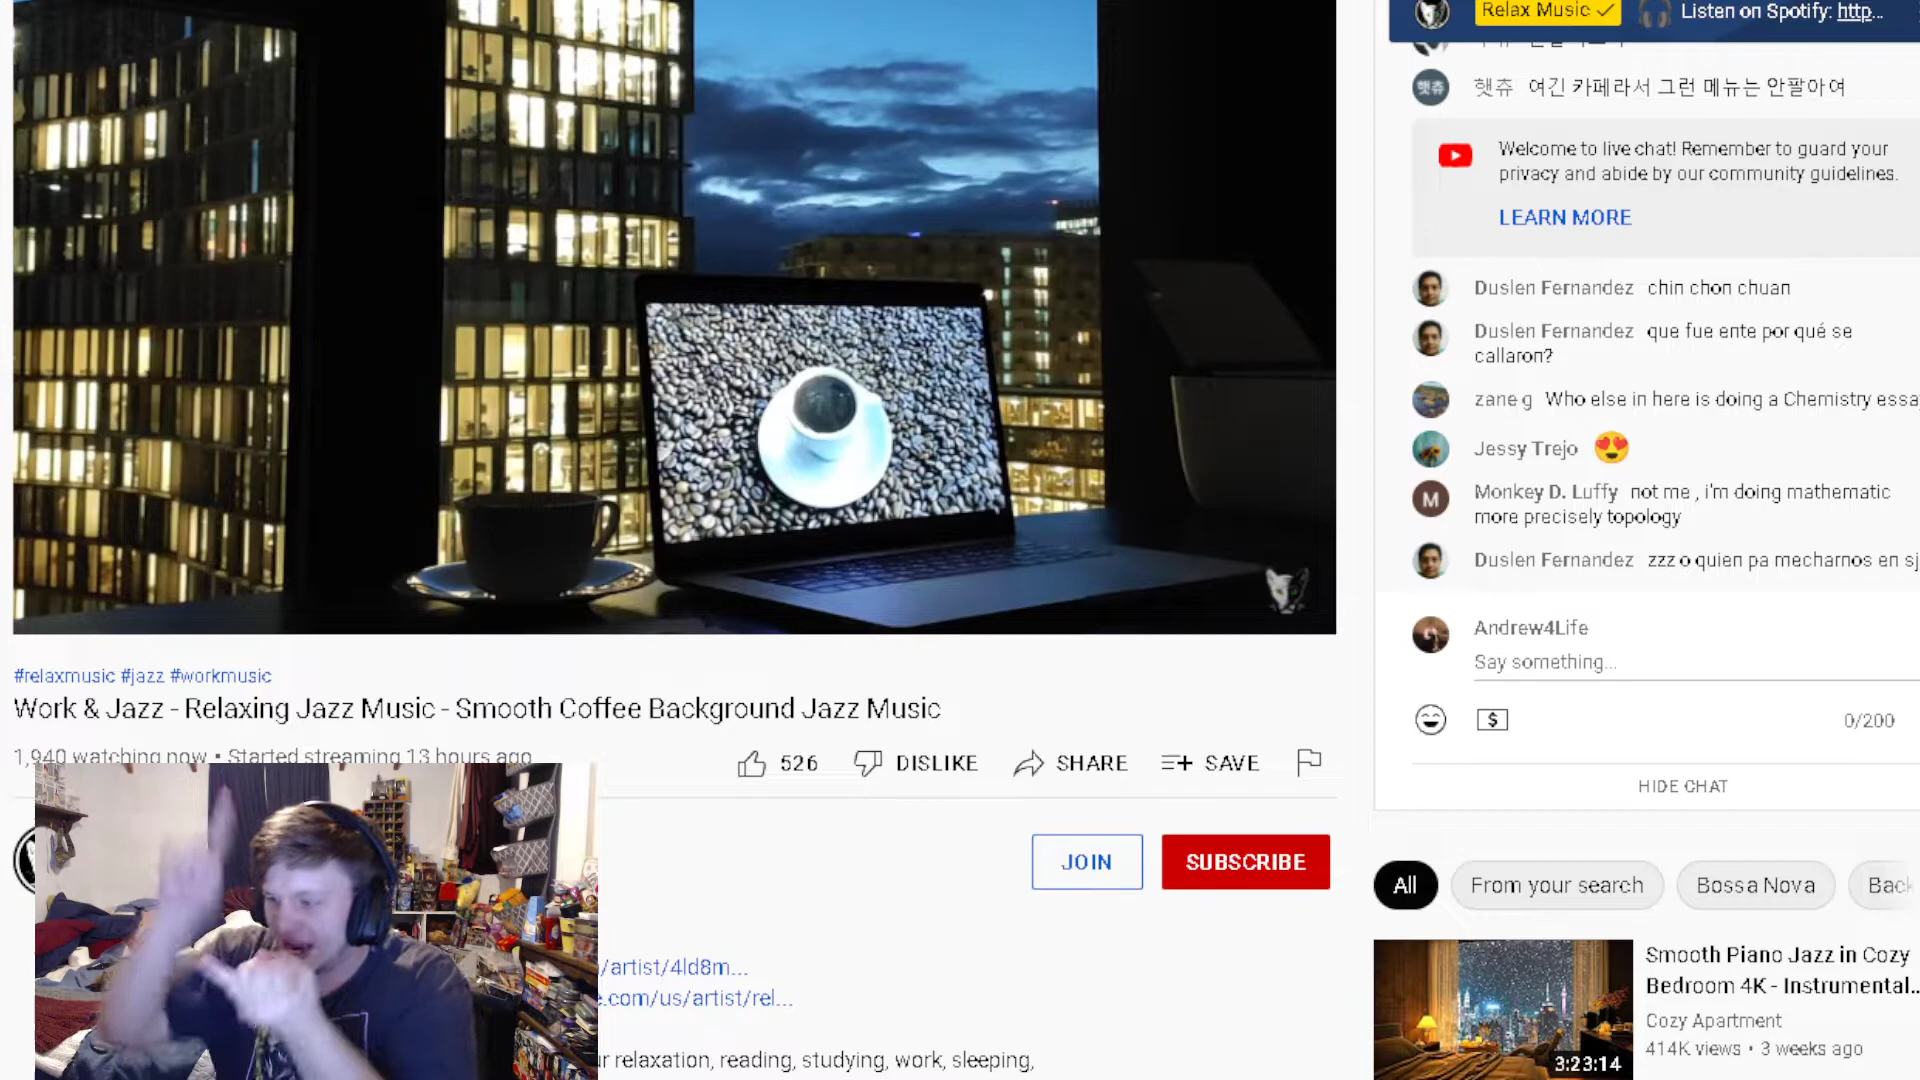 Relax Music
Listen on Spotify: http...
햇츄
햇츄 여긴 카페라서 그런 메뉴는 안팔아여
Welcome to live chat! Remember to guard your
privacy and abide by our community guidelines.
LEARN MORE
Duslen Fernandez chin chon chuan
Duslen Fernandez que fue ente por qué se
callaron?
zane g Who else in here is doing a Chemistry essa
Jessy Trejo
M
Monkey D. Luffy not me , i'm doing mathematic
more precisely topology
Duslen Fernandez zzz o quien pa mecharnos en sj
Andrew4Life
Say something...
0/200
HIDE CHAT
#relaxmusic #jazz #workmusic
Work & Jazz - Relaxing Jazz Music - Smooth Coffee Background Jazz Music
1,940 watching now • Started streaming 13 hours ago
526 DISLIKE SHARE SAVE
JOIN SUBSCRIBE
/artist/4ld8m...
e.com/us/artist/rel...
ur relaxation, reading, studying, work, sleeping,
All From your search Bossa Nova Back
Smooth Piano Jazz in Cozy
Bedroom 4K - Instrumental...
Cozy Apartment
414K views • 3 weeks ago
3:23:14